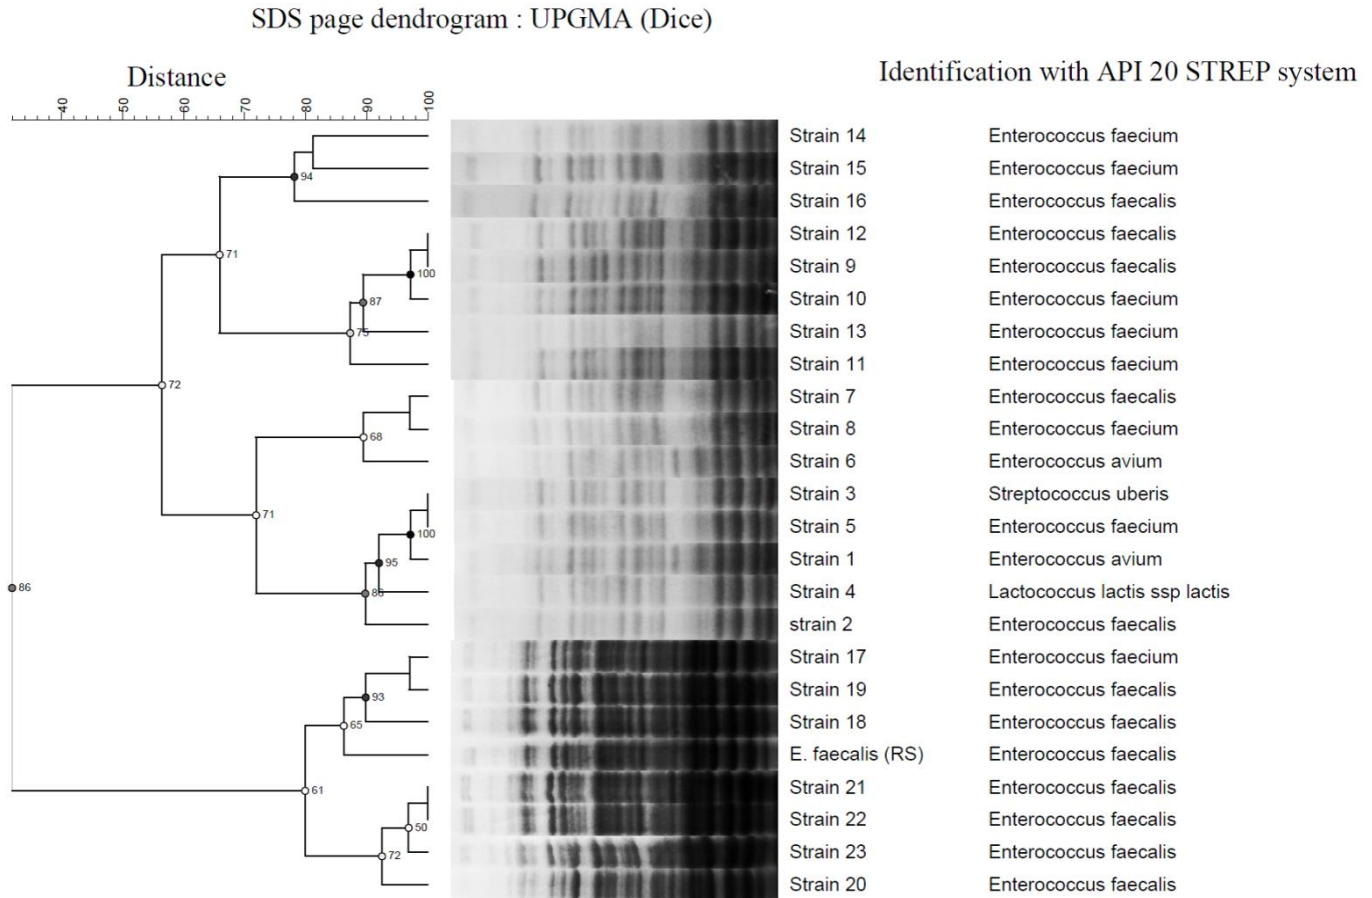 SDS page dendrogram : UPGMA (Dice)
Distance
Identification with API 20 STREP system
40 50 60 70 80 90 100
Strain 14 Enterococcus faecium
Strain 15 Enterococcus faecium
94
Strain 16 Enterococcus faecalis
Strain 12 Enterococcus faecalis
71
Strain 9 Enterococcus faecalis
100
Strain 10 Enterococcus faecium
87
Strain 13 Enterococcus faecium
75
Strain 11 Enterococcus faecium
72
Strain 7 Enterococcus faecalis
Strain 8 Enterococcus faecium
68
Strain 6 Enterococcus avium
Strain 3 Streptococcus uberis
71
Strain 5 Enterococcus faecium
100
Strain 1 Enterococcus avium
95
86
Strain 4 Lactococcus lactis ssp lactis
strain 2 Enterococcus faecalis
Strain 17 Enterococcus faecium
Strain 19 Enterococcus faecalis
93
Strain 18 Enterococcus faecalis
65
E. faecalis (RS) Enterococcus faecalis
Strain 21 Enterococcus faecalis
61
Strain 22 Enterococcus faecalis
50
Strain 23 Enterococcus faecalis
72
Strain 20 Enterococcus faecalis